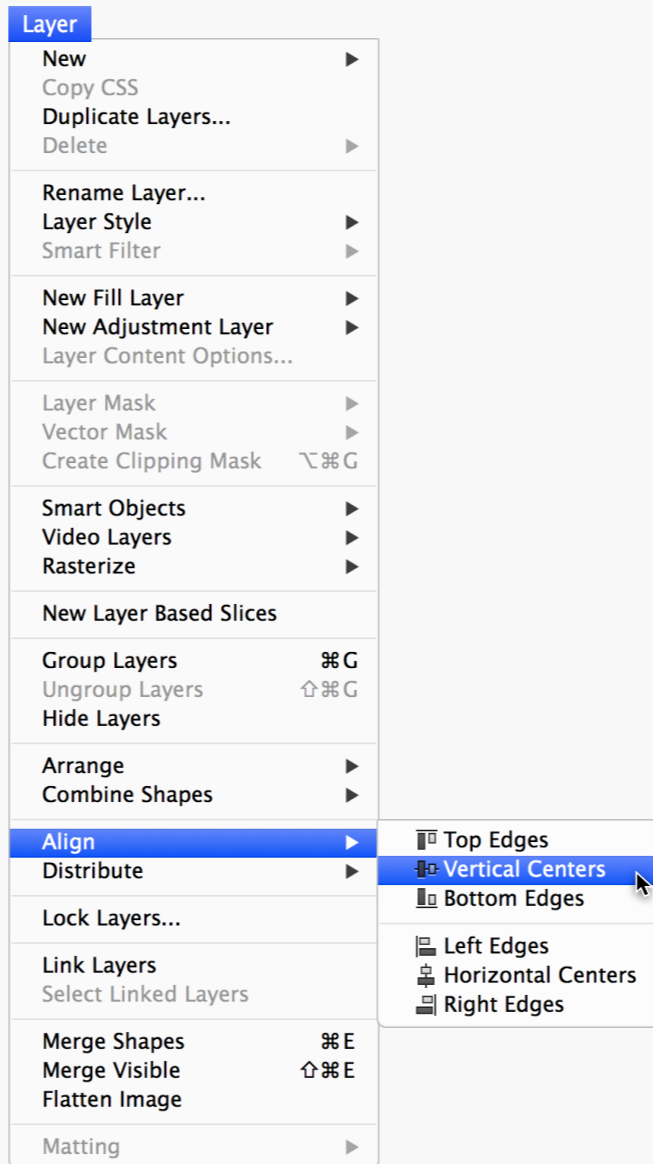 Layer
New
Copy CSS
Duplicate Layers...
Delete
Rename Layer...
Layer Style
Smart Filter
New Fill Layer
New Adjustment Layer
Layer Content Options...
Layer Mask
Vector Mask
Create Clipping Mask ⌥⌘G
Smart Objects
Video Layers
Rasterize
New Layer Based Slices
Group Layers ⌘G
Ungroup Layers ⇧⌘G
Hide Layers
Arrange
Combine Shapes
Align
Distribute
Lock Layers...
Link Layers
Select Linked Layers
Merge Shapes ⌘E
Merge Visible ⇧⌘E
Flatten Image
Matting
Top Edges
Vertical Centers
Bottom Edges
Left Edges
Horizontal Centers
Right Edges